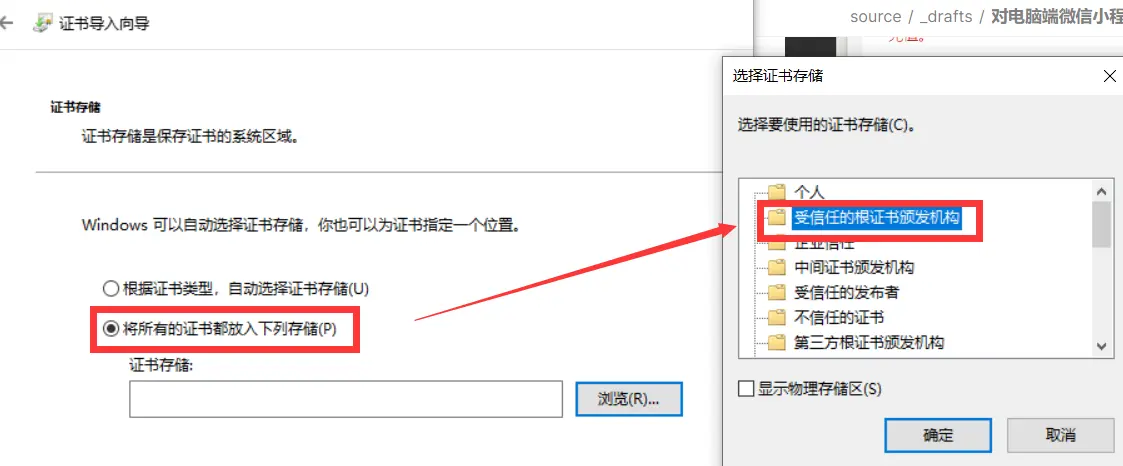 证书导入向导
证书存储
证书存储是保存证书的系统区域。
Windows 可以自动选择证书存储，你也可以为证书指定一个位置。
根据证书类型，自动选择证书存储(U)
将所有的证书都放入下列存储(P)
证书存储:
浏览(R)...
source / _drafts / 对电脑端微信小程
充值。
选择证书存储
选择要使用的证书存储(C)。
个人
受信任的根证书颁发机构
企业信任
中间证书颁发机构
受信任的发布者
不信任的证书
第三方根证书颁发机构
显示物理存储区(S)
确定
取消